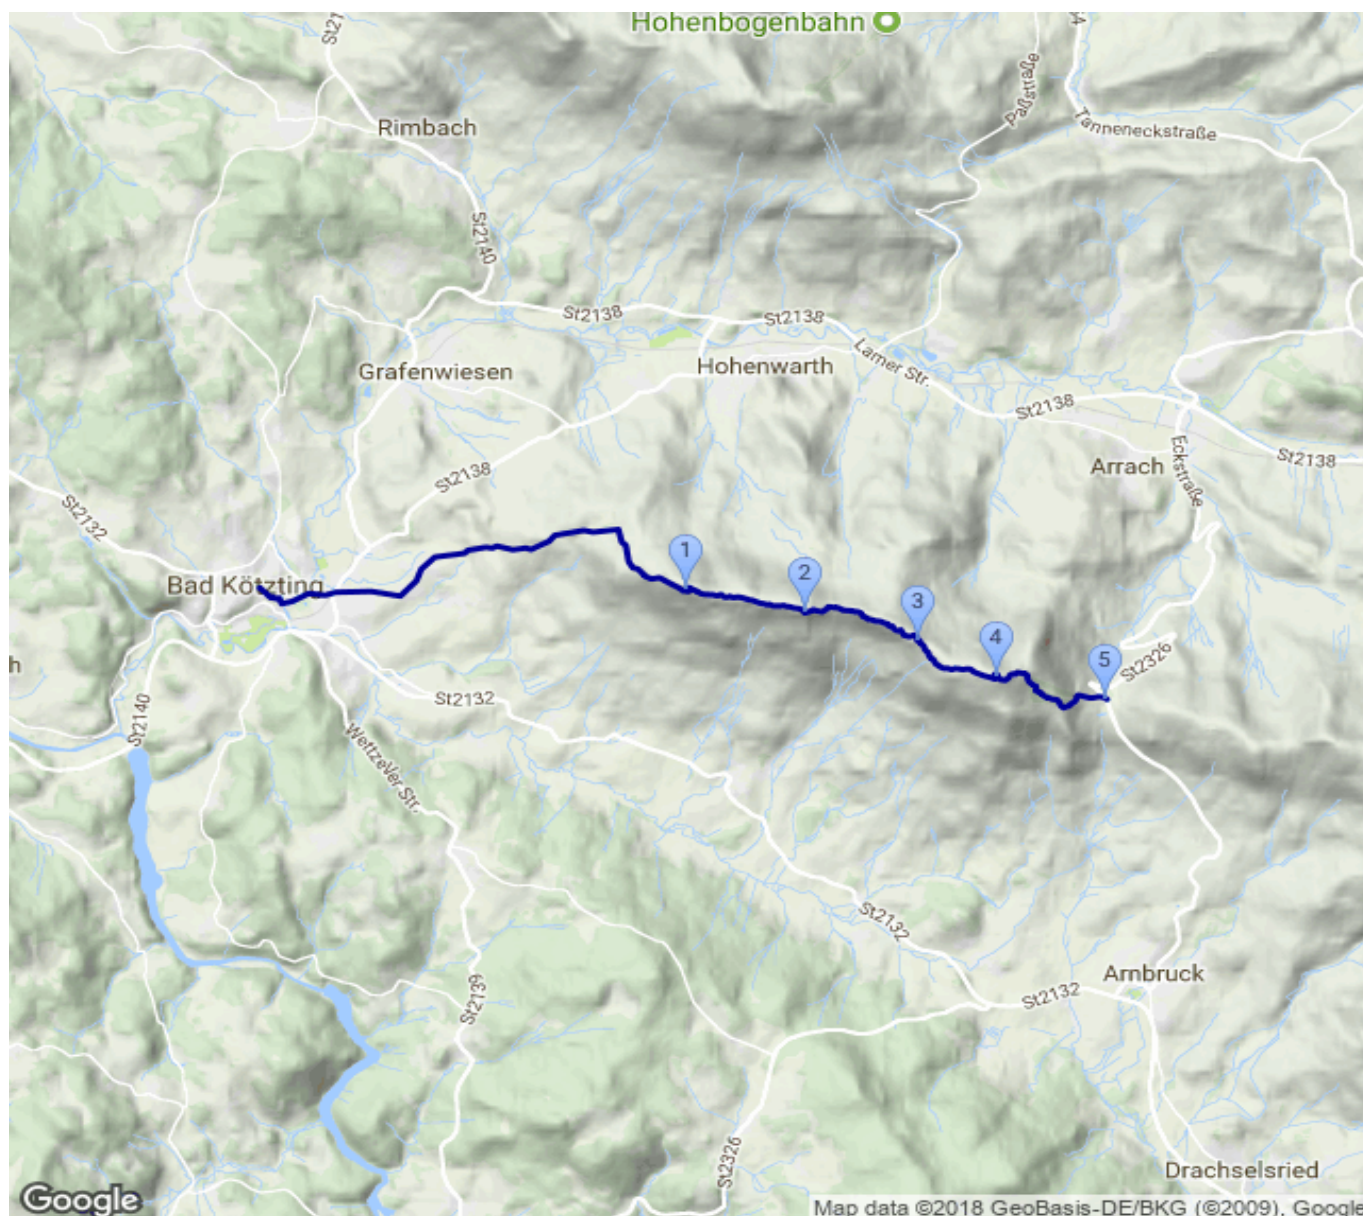 Hohenbogenbahn
St21
54
Paßstraße
Rimbach
Tanneneckstraße
St2140
St2138
St2138
Lamer Str.
Grafenwiesen
Hohenwarth
St2138
Arrach
Eckstraße
St2138
St2138
St2132
1
2
3
4
5
Bad Kötzting
h
St2326
St2132
St2140
Wettzeller Str.
St2132
Arnbruck
St2132
St2139
St2326
Drachselsried
Google
Map data ©2018 GeoBasis-DE/BKG (©2009), Google